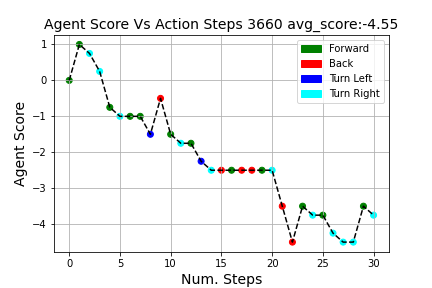 Agent Score Vs Action Steps 3660 avg_score:-4.55
1
0
−1
−2
−3
−4
Agent Score
Forward
Back
Turn Left
Turn Right
0 5 10 15 20 25 30
Num. Steps